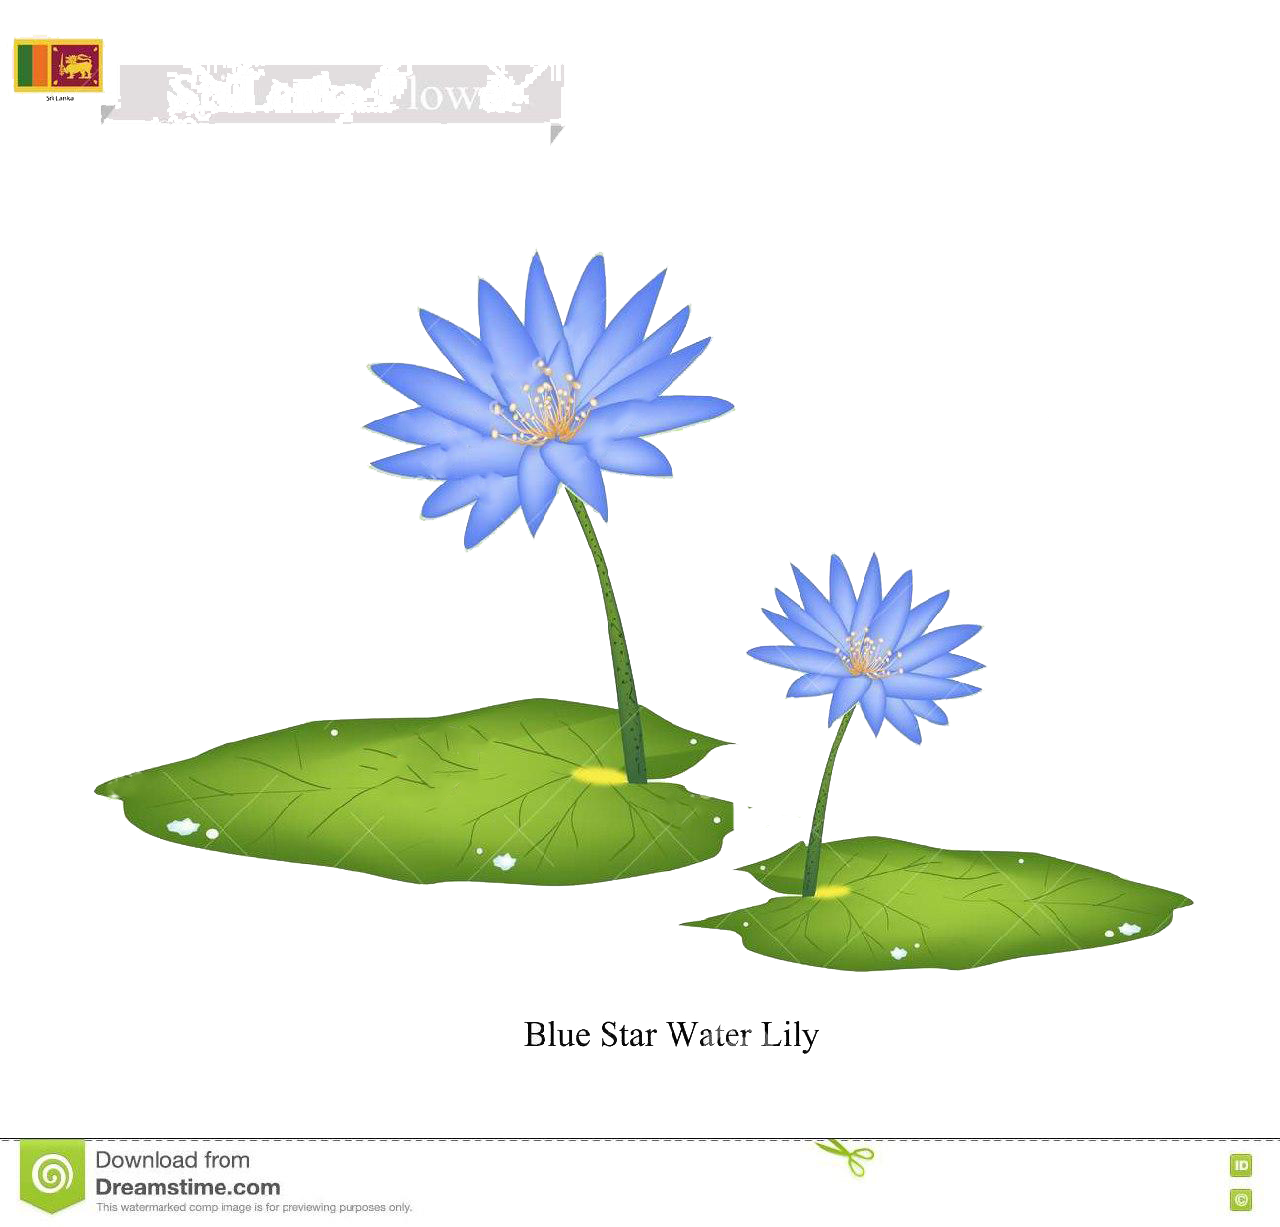 Sri Lanka
Blue Star Water Lily
Download from
Dreamstime.com
This watermarked comp image is for previewing purposes only.
ID
©